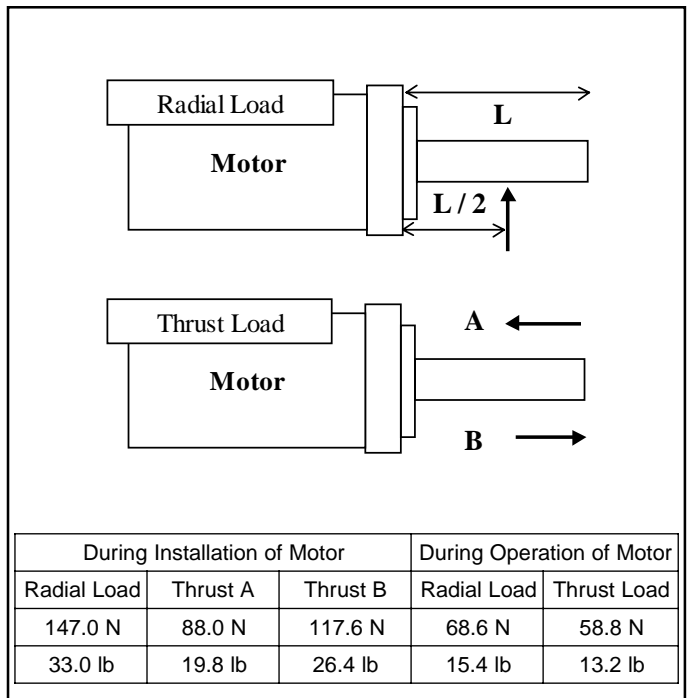 Radial Load
L
Motor
L / 2
Thrust Load
A
Motor
B
During Installation of Motor During Operation of Motor
Radial Load Thrust A Thrust B Radial Load Thrust Load
147.0 N 88.0 N 117.6 N 68.6 N 58.8 N
33.0 lb 19.8 lb 26.4 lb 15.4 lb 13.2 lb